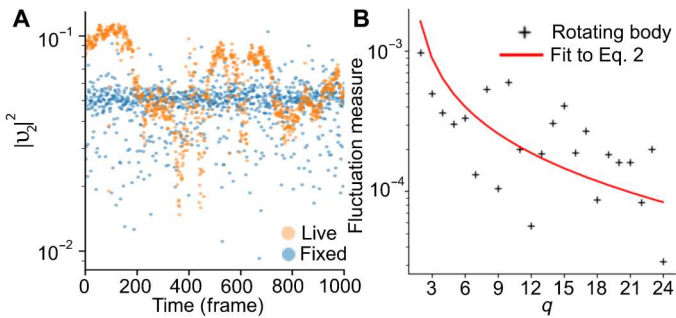 A
|υ₂|²
10⁻¹
10⁻²
Live
Fixed
0 200 400 600 800 1000
Time (frame)
B
Fluctuation measure
10⁻³
10⁻⁴
Rotating body
Fit to Eq. 2
3 6 9 12 15 18 21 24
q